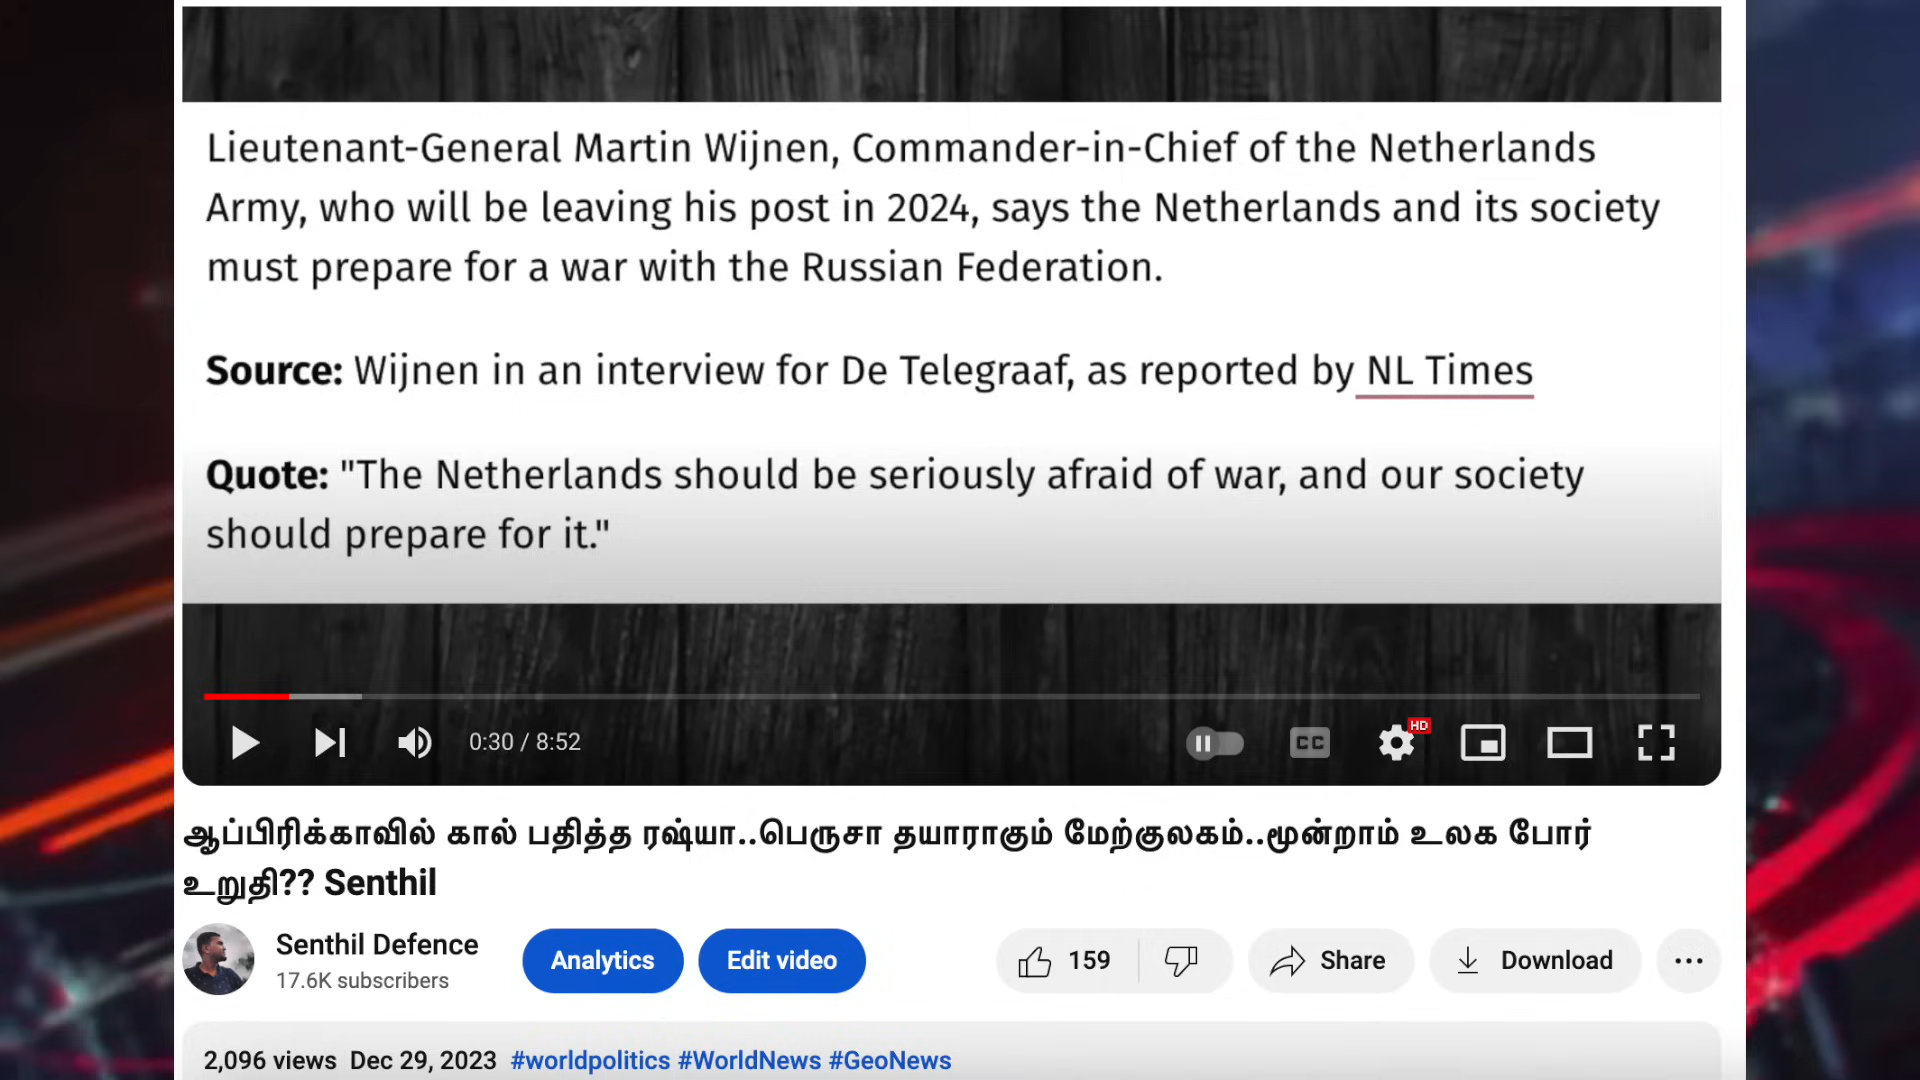 Lieutenant-General Martin Wijnen, Commander-in-Chief of the Netherlands
Army, who will be leaving his post in 2024, says the Netherlands and its society
must prepare for a war with the Russian Federation.
Source: Wijnen in an interview for De Telegraaf, as reported by NL Times
Quote: "The Netherlands should be seriously afraid of war, and our society
should prepare for it."
0:30 / 8:52
CC
HD
ஆப்பிரிக்காவில் கால் பதித்த ரஷ்யா..பெருசா தயாராகும் மேற்குலகம்..மூன்றாம் உலக போர்
உறுதி?? Senthil
Senthil Defence
17.6K subscribers
Analytics
Edit video
159
Share
Download
2,096 views Dec 29, 2023 #worldpolitics #WorldNews #GeoNews